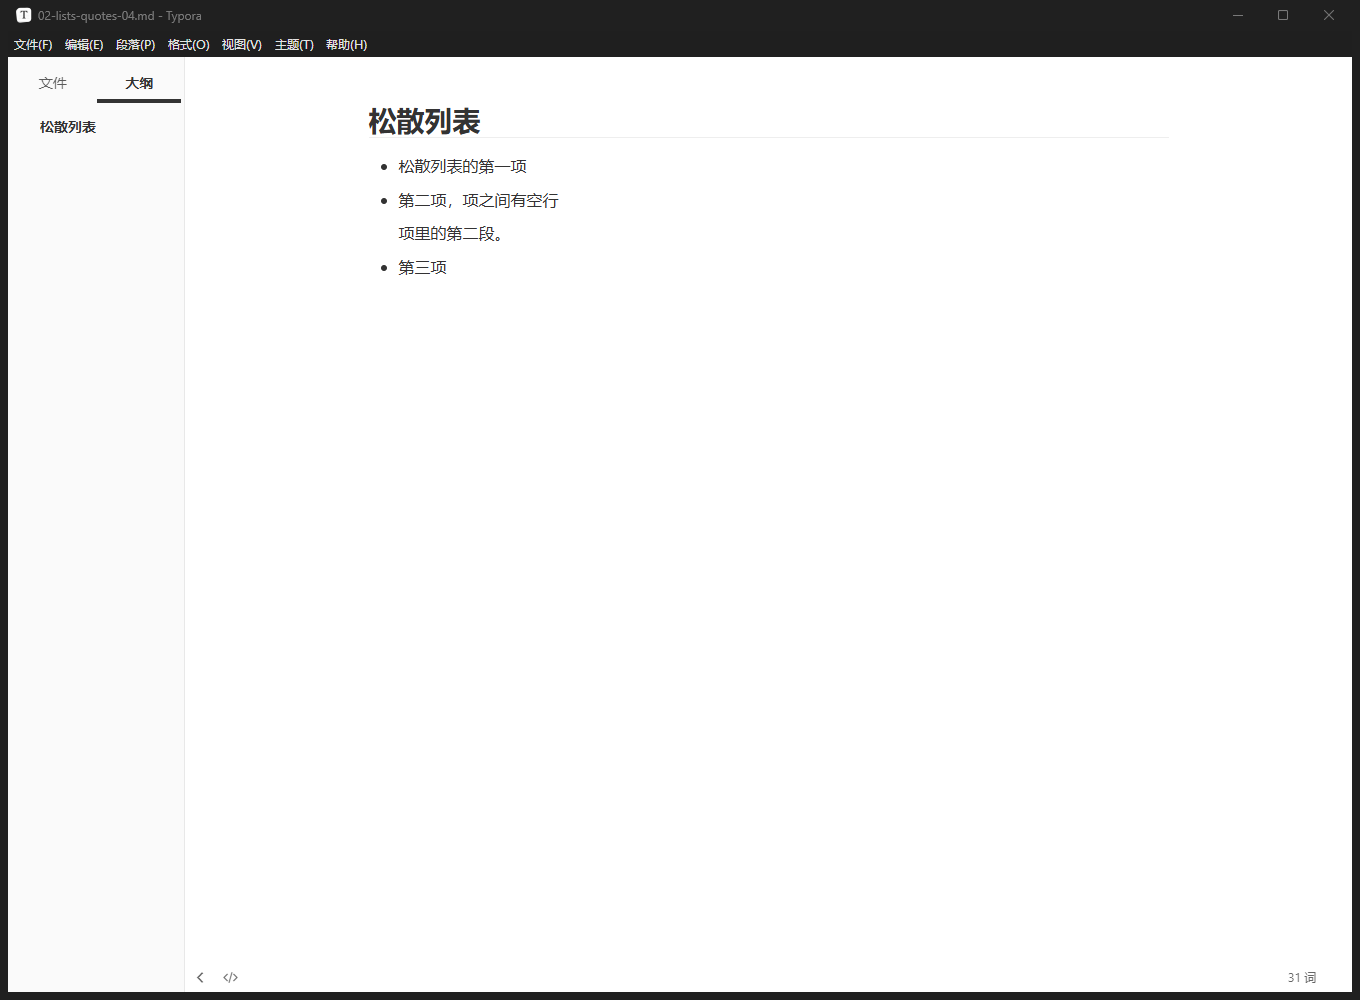 T 02-lists-quotes-04.md - Typora
文件(F) 编辑(E) 段落(P) 格式(O) 视图(V) 主题(T) 帮助(H)
文件 大纲
松散列表
松散列表
松散列表的第一项
第二项，项之间有空行
项里的第二段。
第三项
31 词